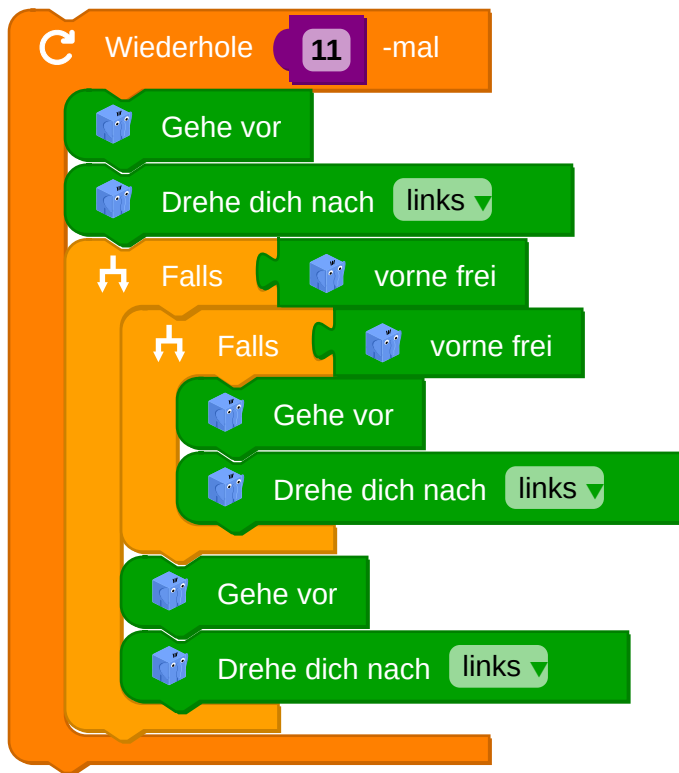 Wiederhole 11 -mal
Gehe vor
Drehe dich nach links
Falls vorne frei
Falls vorne frei
Gehe vor
Drehe dich nach links
Gehe vor
Drehe dich nach links